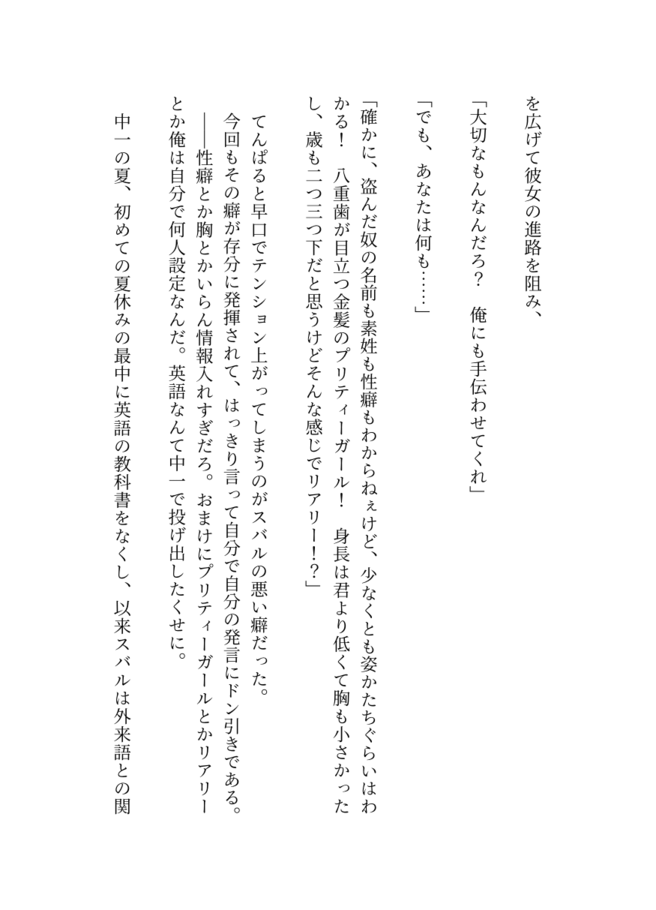 を広げて彼女の進路を阻み、
「大切なもんなんだろ？　俺にも手伝わせてくれ」
「でも、あなたは何も……」
「確かに、盗んだ奴の名前も素姓も性癖もわからねぇけど、少なくとも姿かたちぐらいはわ
かる！　八重歯が目立つ金髪のプリティーガール！　身長は君より低くて胸も小さかった
し、歳も二つ三つ下だと思うけどそんな感じでリアリー！？」
てんぱると早口でテンション上がってしまうのがスバルの悪い癖だった。
今回もその癖が存分に発揮されて、はっきり言って自分で自分の発言にドン引きである。
――性癖とか胸とかいらん情報入れすぎだろ。おまけにプリティーガールとかリアリー
とか俺は自分で何人設定なんだ。英語なんて中一で投げ出したくせに。
中一の夏、初めての夏休みの最中に英語の教科書をなくし、以来スバルは外来語との関